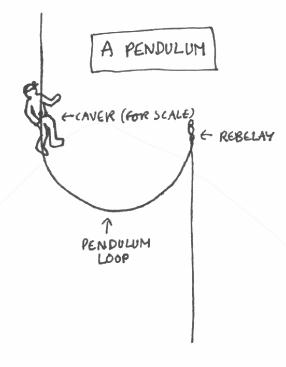 A PENDULUM
←CAVER (FOR SCALE)
← REBELAY
↑
PENDULUM
LOOP